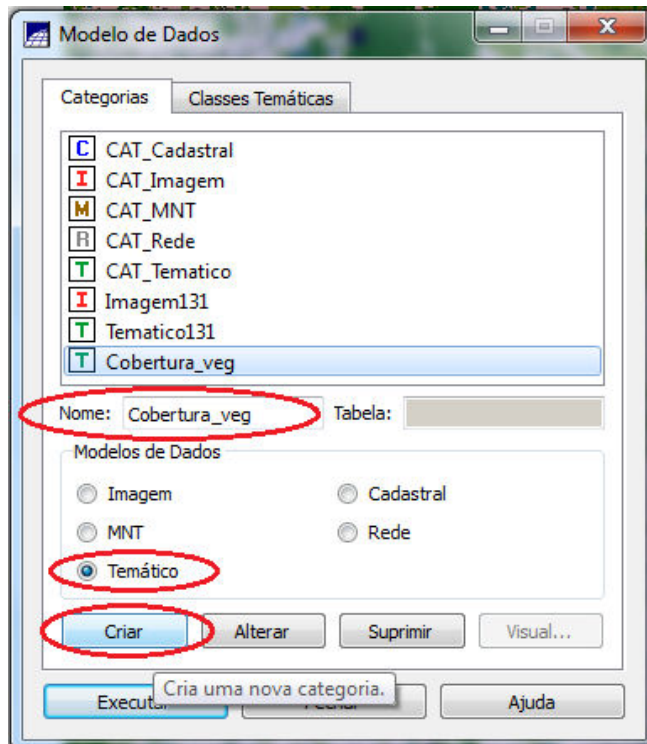 Modelo de Dados
Categorias Classes Temáticas
C CAT_Cadastral
I CAT_Imagem
M CAT_MNT
R CAT_Rede
T CAT_Tematico
I Imagem131
T Tematico131
T Cobertura_veg
Nome: Cobertura_veg Tabela:
Modelos de Dados
Imagem Cadastral
MNT Rede
Temático
Criar Alterar Suprimir Visual...
Cria uma nova categoria.
Ajuda